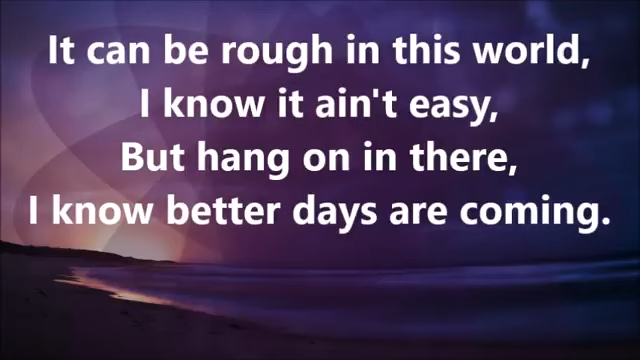 It can be rough in this world,
I know it ain't easy,
But hang on in there,
I know better days are coming.